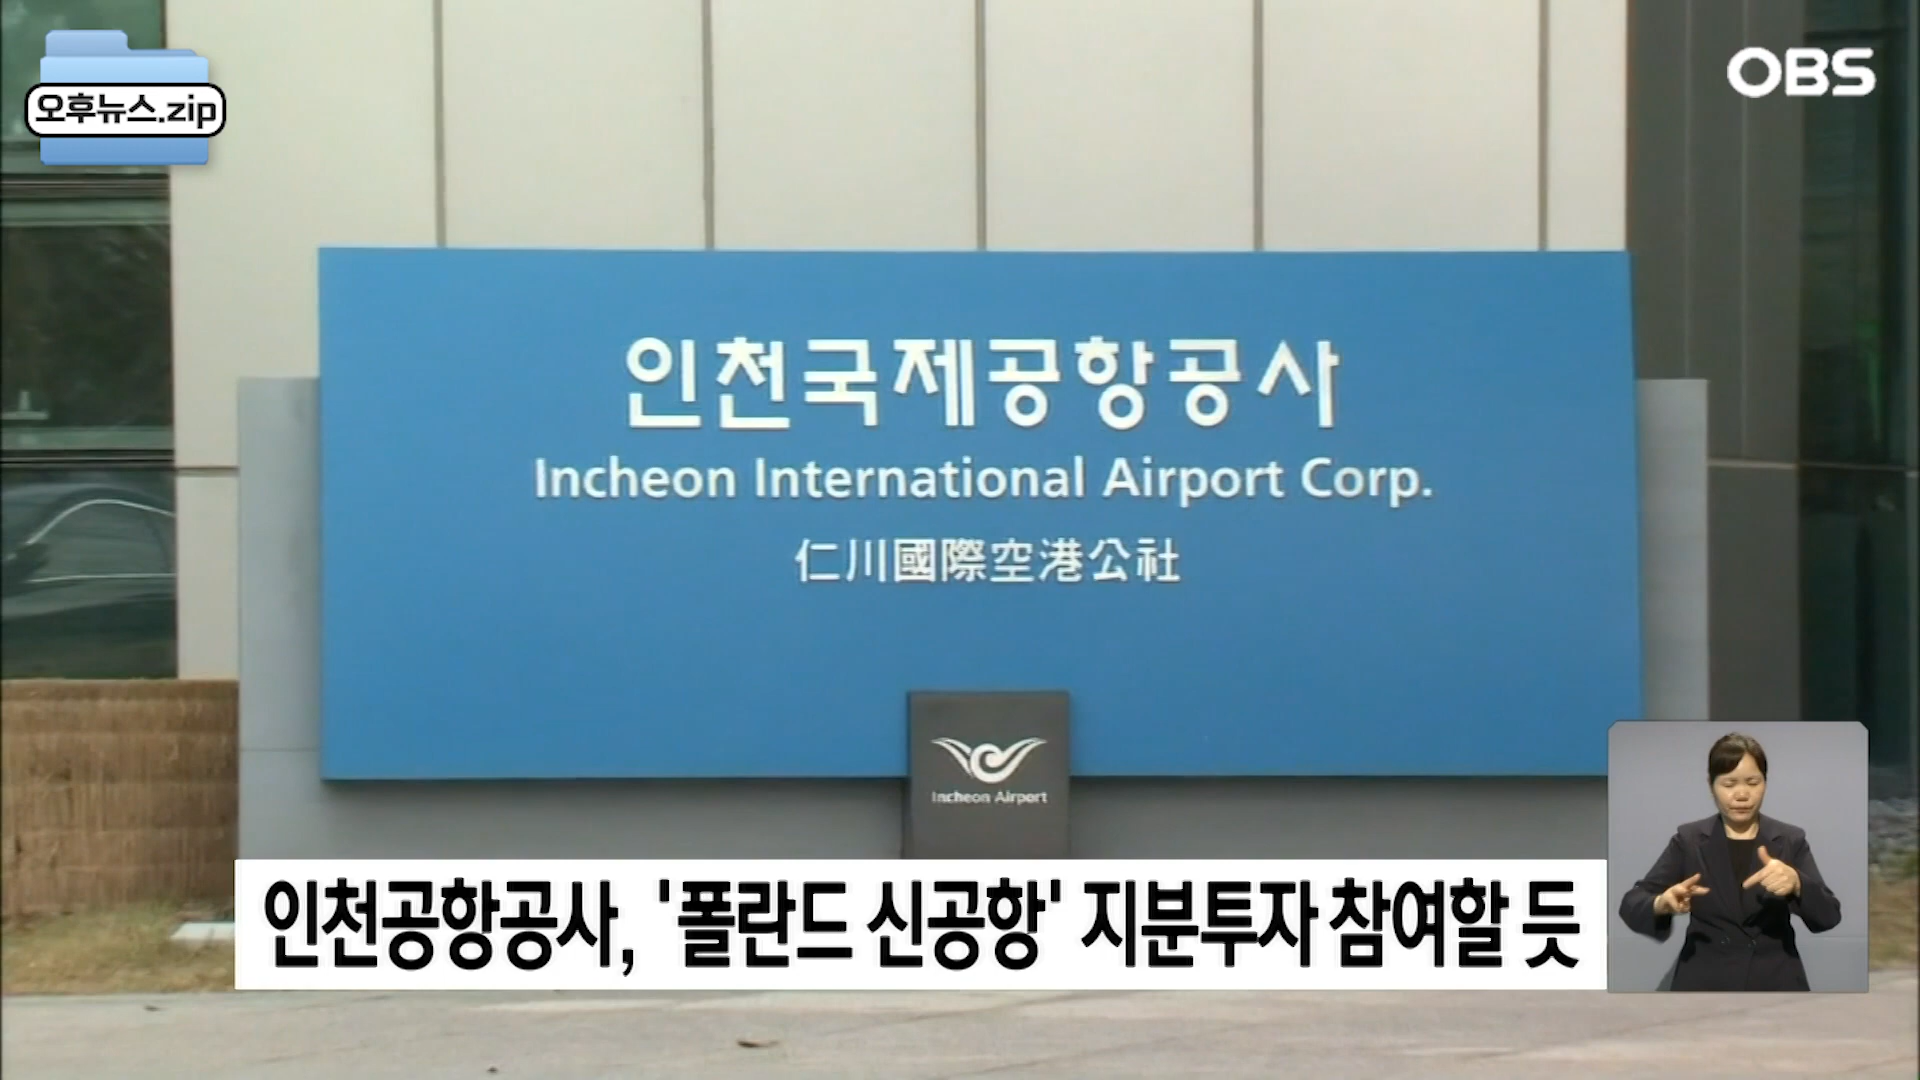 오후뉴스.zip
OBS
인천국제공항공사
Incheon International Airport Corp.
仁川國際空港公社
Incheon Airport
인천공항공사, '폴란드 신공항' 지분투자 참여할 듯